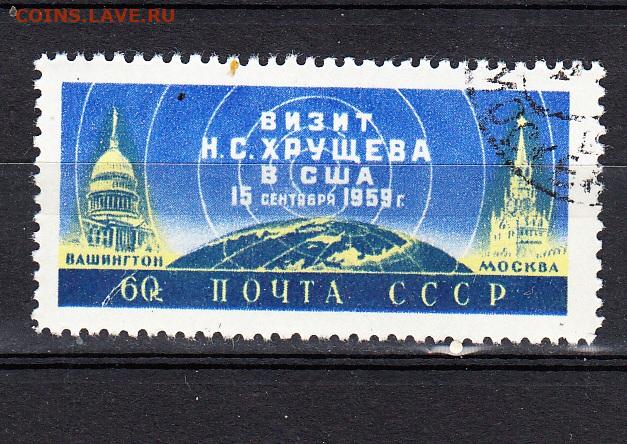 COINS.LAVE.RU
ВИЗИТ
Н.С.ХРУЩЕВА
В США
15 СЕНТЯБРЯ 1959 Г.
ВАШИНГТОН
МОСКВА
60К ПОЧТА СССР